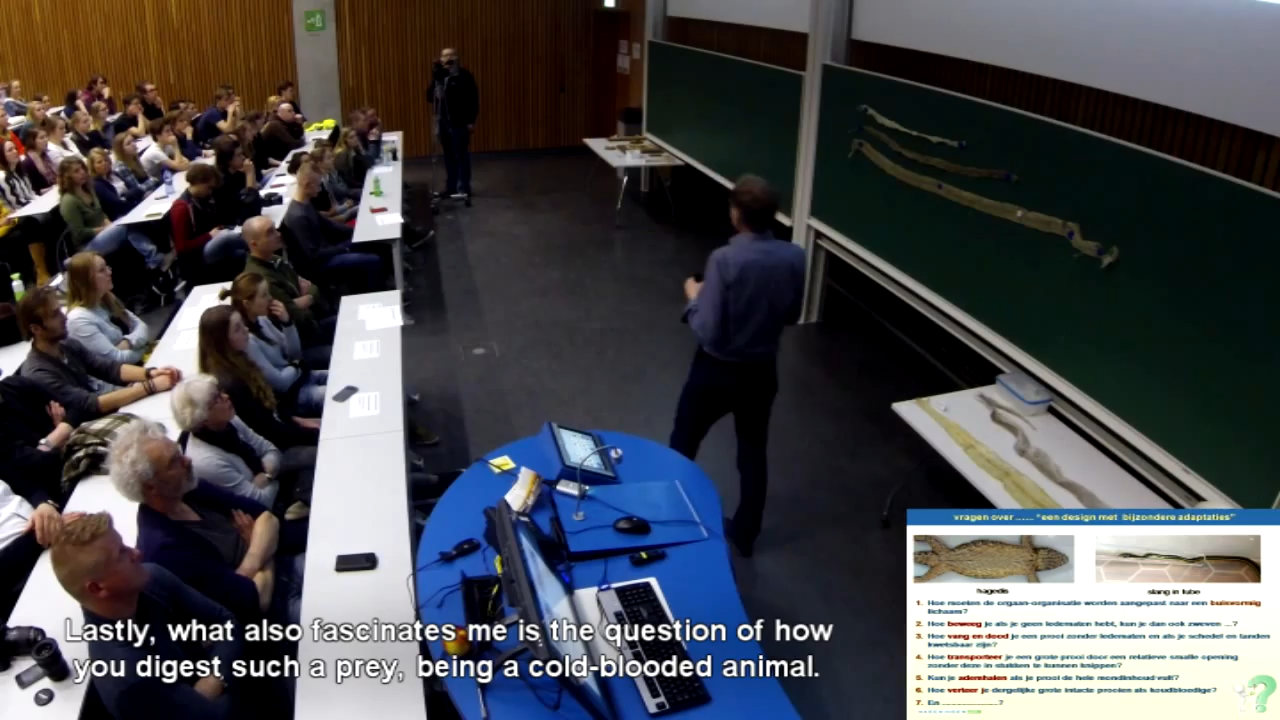 Lastly, what also fascinates me is the question of how
you digest such a prey, being a cold-blooded animal.
vragen over ...... "een design met bijzondere adaptaties"
hagedis
slang in tube
1. Hoe moeten de orgaan-organisatie worden aangepast naar een buisvormig
lichaam?
2. Hoe beweeg je als je geen ledematen hebt, kun je dan ook zweven ...?
3. Hoe vang en dood je een prooi zonder ledematen en als je schedel en tanden
kwetsbaar zijn?
4. Hoe transporteer je een grote prooi door een relatieve smalle opening
zonder deze in stukken te kunnen knippen?
5. Kun je ademhalen als je prooi de hele mondinhoud vult?
6. Hoe verteer je dergelijke grote intacte prooien als koudbloedige?
7. En ......................?